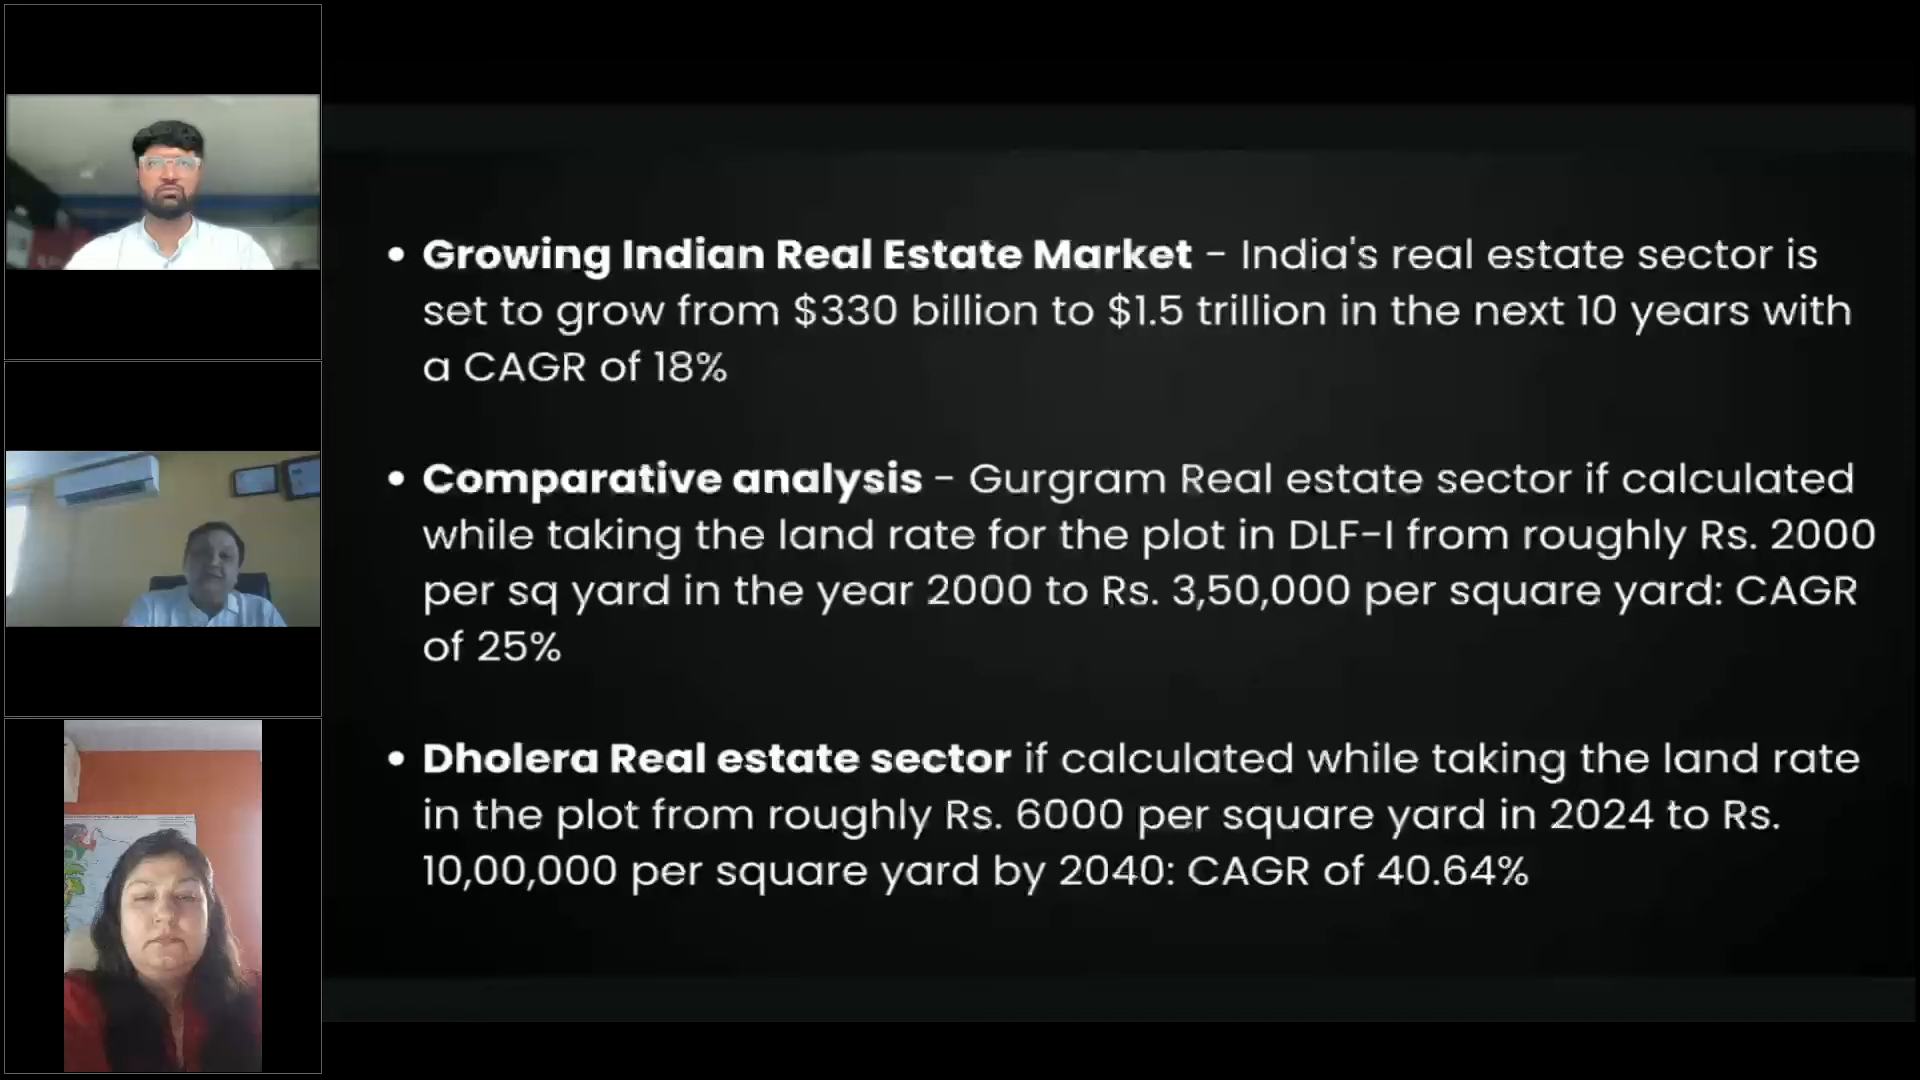 • Growing Indian Real Estate Market - India's real estate sector is
set to grow from $330 billion to $1.5 trillion in the next 10 years with
a CAGR of 18%
• Comparative analysis - Gurgram Real estate sector if calculated
while taking the land rate for the plot in DLF-I from roughly Rs. 2000
per sq yard in the year 2000 to Rs. 3,50,000 per square yard: CAGR
of 25%
• Dholera Real estate sector if calculated while taking the land rate
in the plot from roughly Rs. 6000 per square yard in 2024 to Rs.
10,00,000 per square yard by 2040: CAGR of 40.64%